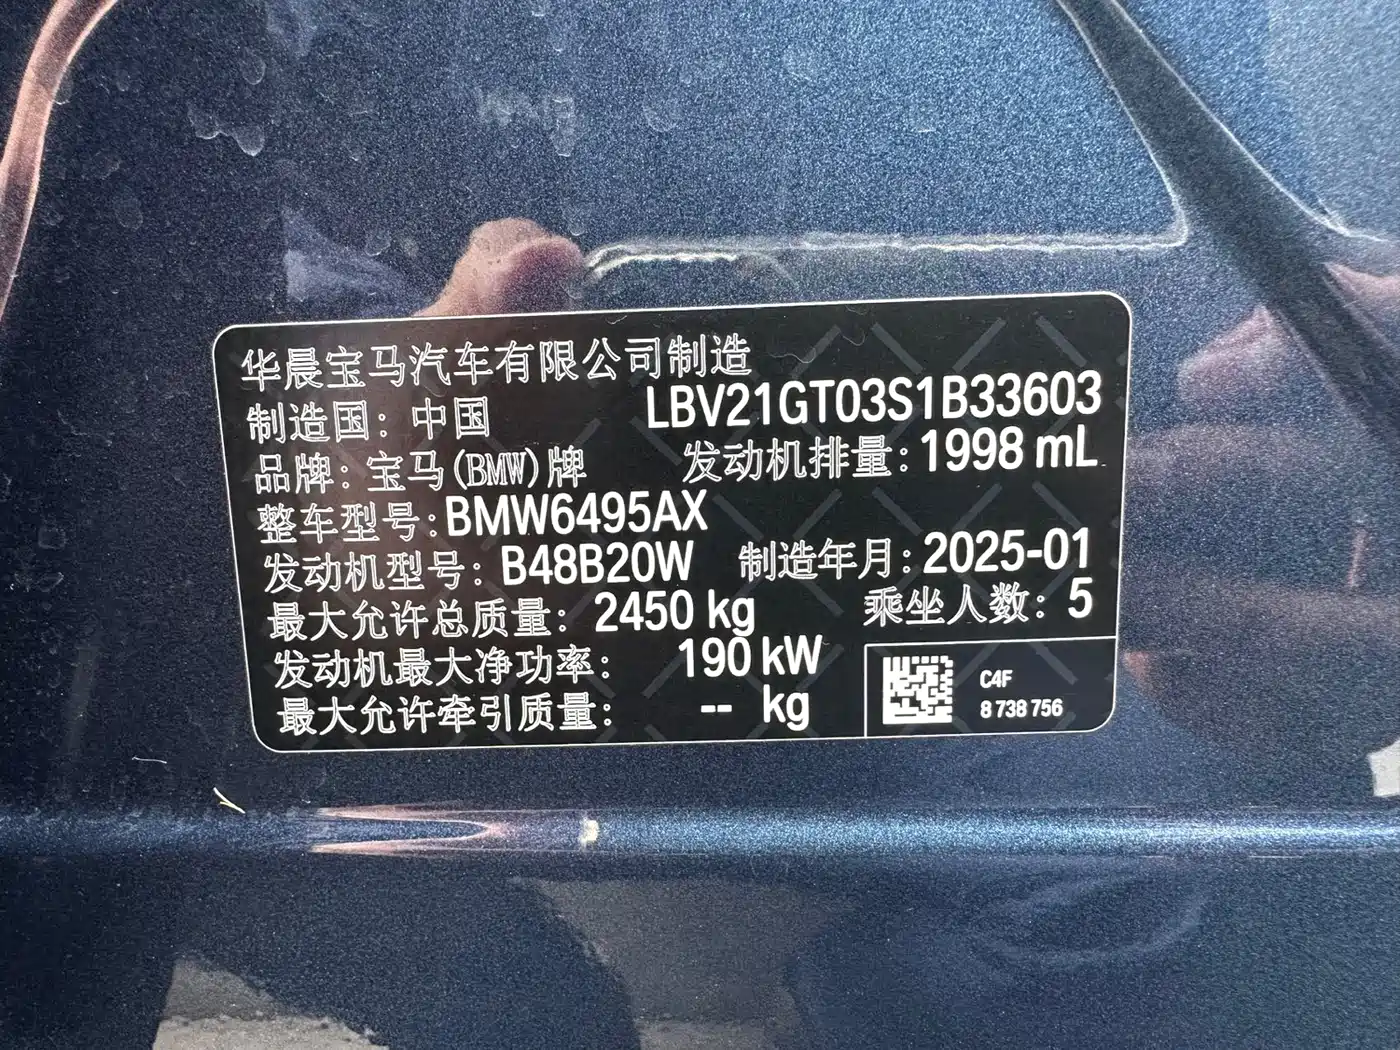 华晨宝马汽车有限公司制造
制造国：中国 LBV21GT03S1B33603
品牌：宝马(BMW)牌 发动机排量：1998 mL
整车型号：BMW6495AX
发动机型号：B48B20W 制造年月：2025-01
最大允许总质量：2450 kg 乘坐人数：5
发动机最大净功率：190 kW
最大允许牵引质量：-- kg
C4F
8 738 756